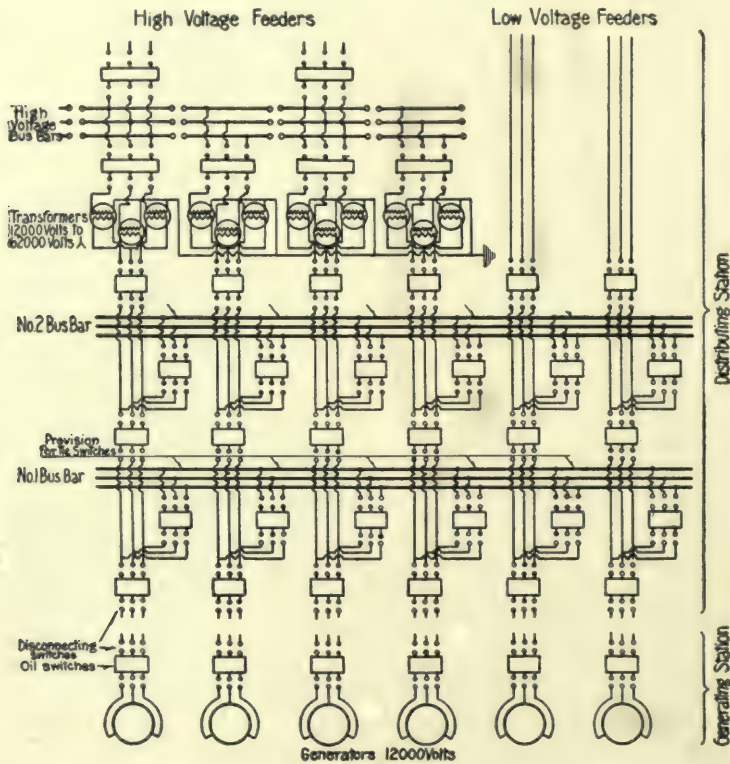 High Voltage Feeders
Low Voltage Feeders
High
Voltage
Bus Bars
Transformers
12000 Volts To
62000 Volts
No.2 Bus Bar
Provision
For Tie Switches
No.1 Bus Bar
Disconnecting
switches
Oil switches
Generators 12000 Volts
Distributing Station
Generating Station